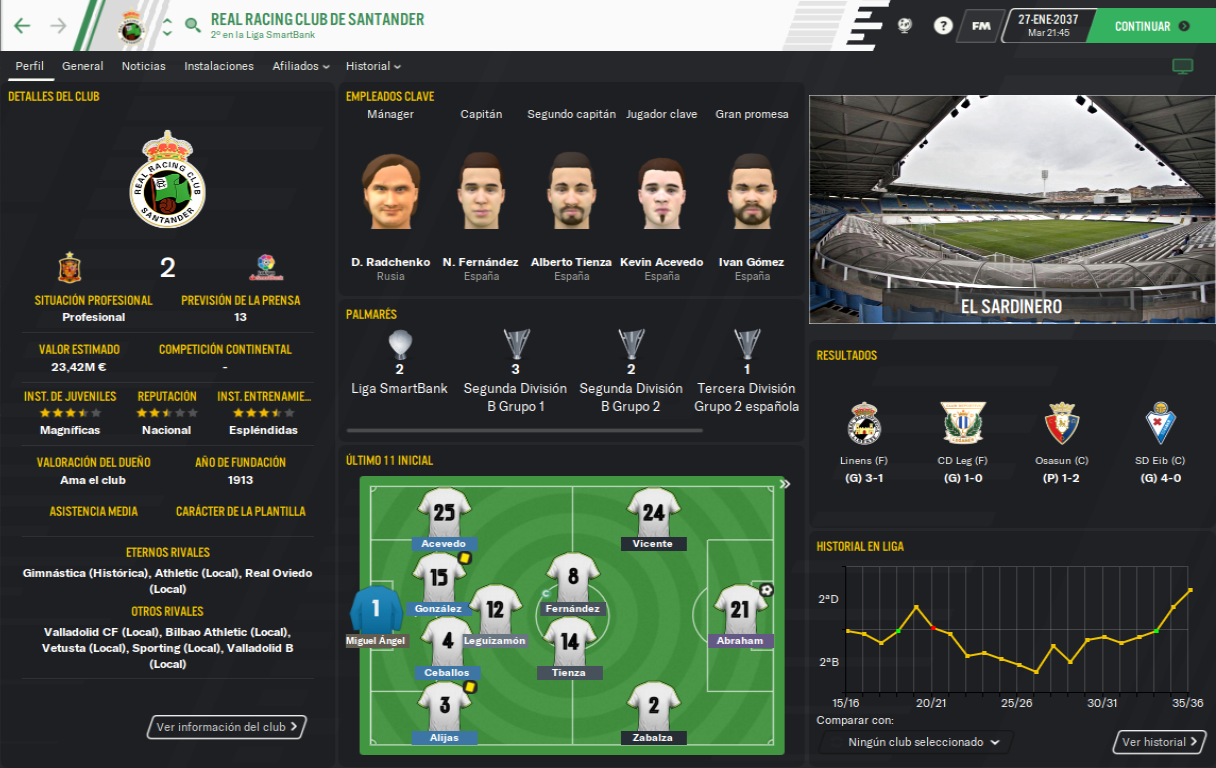 REAL RACING CLUB DE SANTANDER
2º en la Liga SmartBank
?
FM
27-ENE-2037
Mar 21:45
CONTINUAR
Perfil
General
Noticias
Instalaciones
Afiliados
Historial
DETALLES DEL CLUB
REAL RACING CLUB
SANTANDER
2
SITUACIÓN PROFESIONAL
PREVISIÓN DE LA PRENSA
Profesional
13
VALOR ESTIMADO
COMPETICIÓN CONTINENTAL
23,42M €
-
INST. DE JUVENILES
REPUTACIÓN
INST. ENTRENAMIE...
Magníficas
Nacional
Espléndidas
VALORACIÓN DEL DUEÑO
AÑO DE FUNDACIÓN
Ama el club
1913
ASISTENCIA MEDIA
CARÁCTER DE LA PLANTILLA
ETERNOS RIVALES
Gimnástica (Histórica), Athletic (Local), Real Oviedo
(Local)
OTROS RIVALES
Valladolid CF (Local), Bilbao Athletic (Local),
Vetusta (Local), Sporting (Local), Valladolid B
(Local)
Ver información del club
EMPLEADOS CLAVE
Mánager
Capitán
Segundo capitán
Jugador clave
Gran promesa
D. Radchenko
N. Fernández
Alberto Tienza
Kevin Acevedo
Ivan Gómez
Rusia
España
España
España
España
PALMARÉS
2
3
2
1
Liga SmartBank
Segunda División
B Grupo 1
Segunda División
B Grupo 2
Tercera División
Grupo 2 española
ÚLTIMO 11 INICIAL
25
Acevedo
24
Vicente
15
González
8
C
Fernández
1
Miguel Ángel
12
Leguizamón
21
Abraham
4
Ceballos
14
Tienza
3
Alijas
2
Zabalza
EL SARDINERO
RESULTADOS
Linens (F)
CD Leg (F)
Osasun (C)
SD Eib (C)
(G) 3-1
(G) 1-0
(P) 1-2
(G) 4-0
HISTORIAL EN LIGA
2ªD
2ªB
15/16
20/21
25/26
30/31
35/36
Comparar con:
Ningún club seleccionado
Ver historial